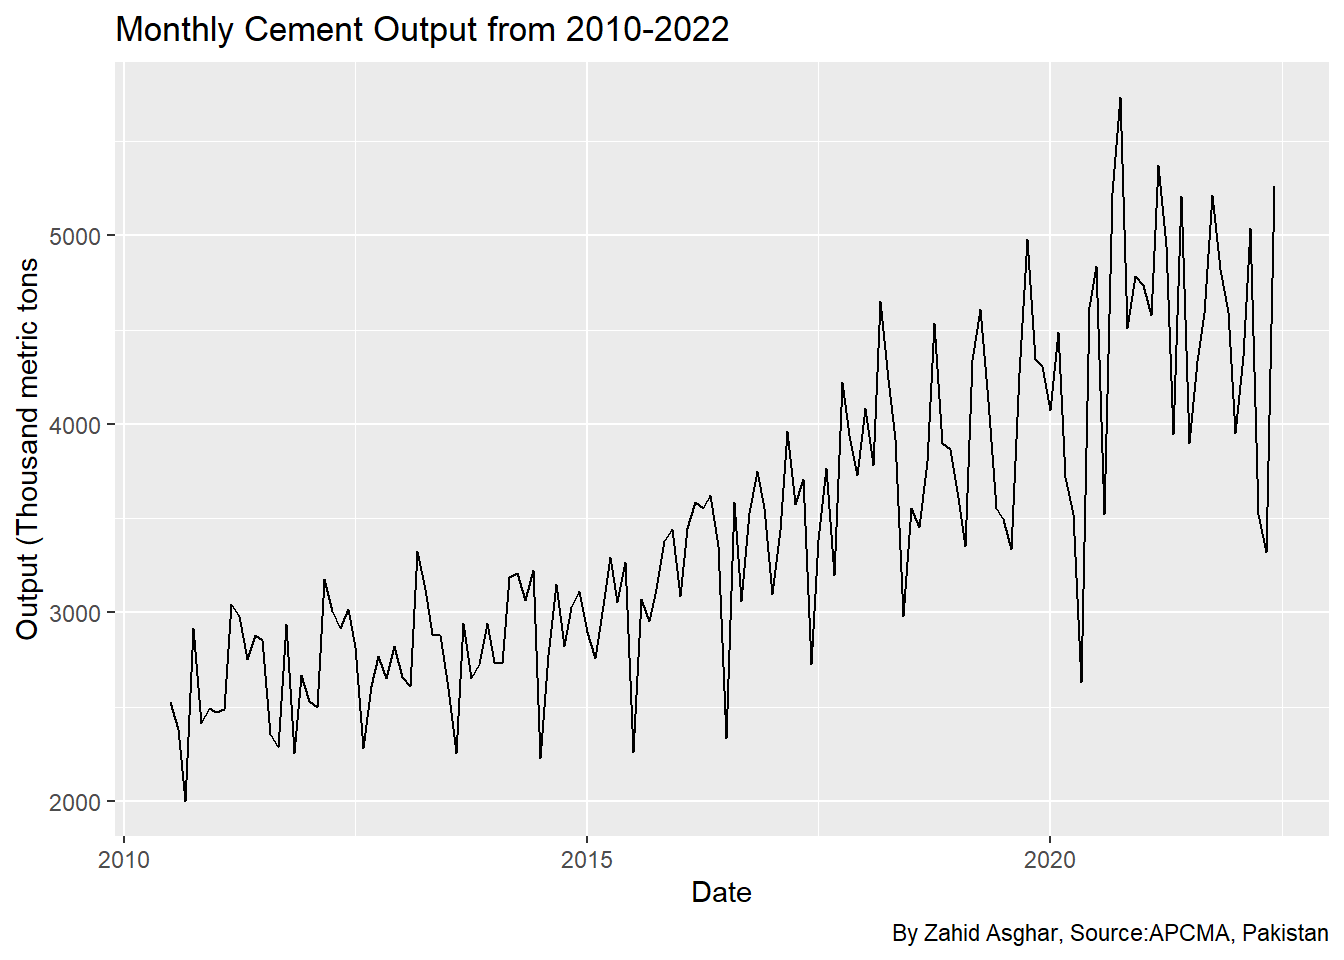 Monthly Cement Output from 2010-2022
Output (Thousand metric tons
5000
4000
3000
2000
2010 2015 2020
Date
By Zahid Asghar, Source:APCMA, Pakistan